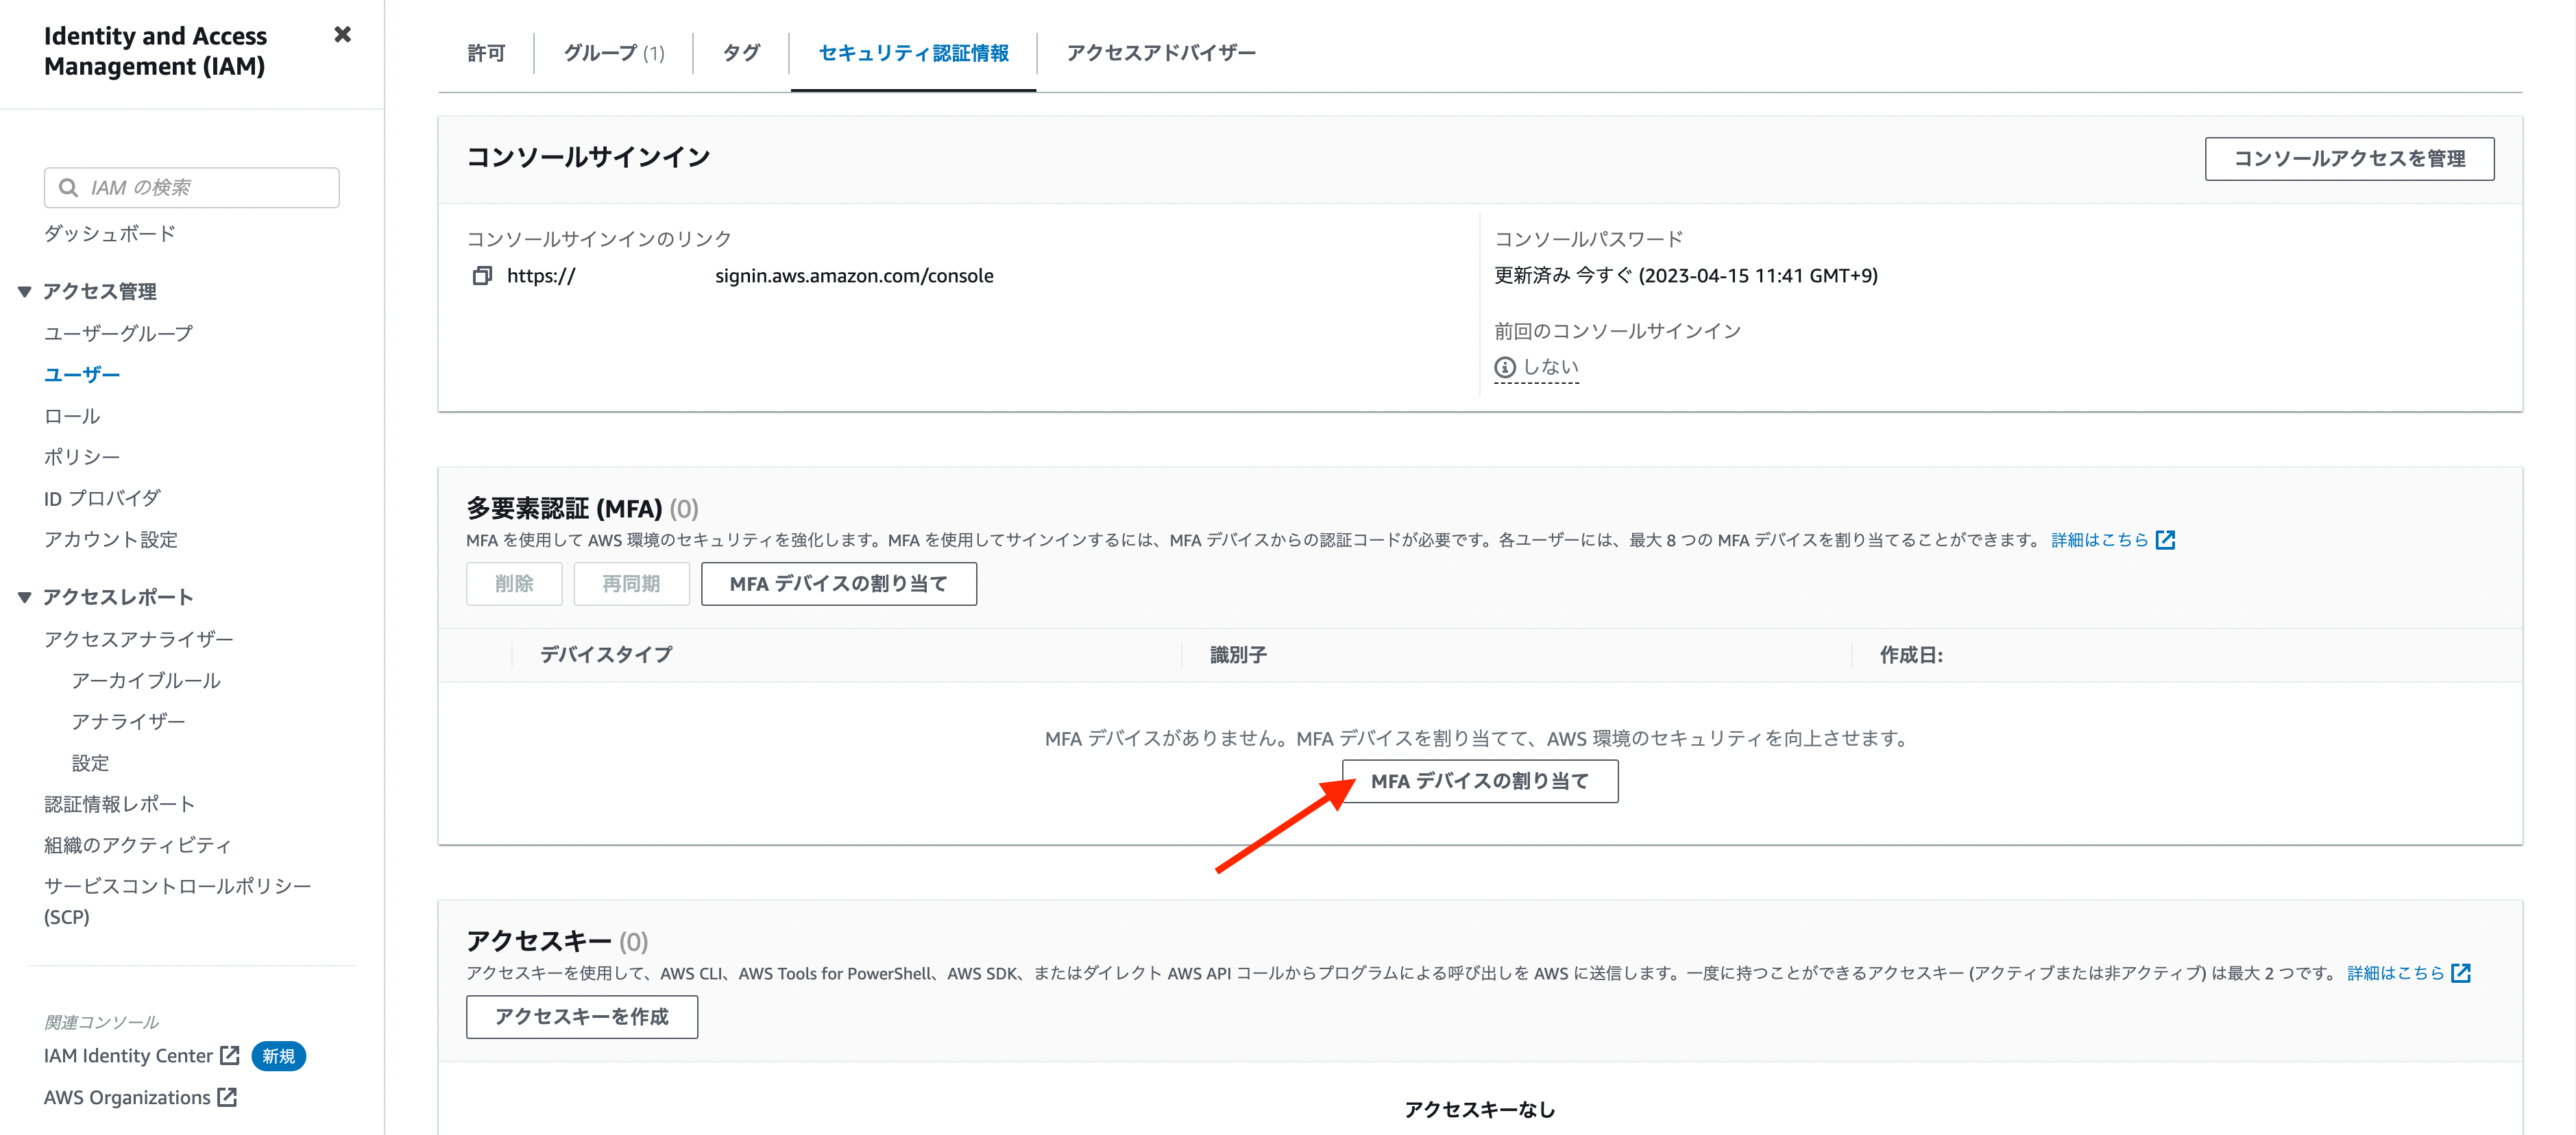 Identity and Access
Management (IAM)
IAM の検索
ダッシュボード
アクセス管理
ユーザーグループ
ユーザー
ロール
ポリシー
ID プロバイダ
アカウント設定
アクセスレポート
アクセスアナライザー
アーカイブルール
アナライザー
設定
認証情報レポート
組織のアクティビティ
サービスコントロールポリシー
(SCP)
関連コンソール
IAM Identity Center 新規
AWS Organizations
許可 グループ (1) タグ セキュリティ認証情報 アクセスアドバイザー
コンソールサインイン
コンソールアクセスを管理
コンソールサインインのリンク
https:// signin.aws.amazon.com/console
コンソールパスワード
更新済み 今すぐ (2023-04-15 11:41 GMT+9)
前回のコンソールサインイン
しない
多要素認証 (MFA) (0)
MFA を使用して AWS 環境のセキュリティを強化します。MFA を使用してサインインするには、MFA デバイスからの認証コードが必要です。各ユーザーには、最大 8 つの MFA デバイスを割り当てることができます。 詳細はこちら
削除 再同期 MFA デバイスの割り当て
デバイスタイプ 識別子 作成日:
MFA デバイスがありません。MFA デバイスを割り当てて、AWS 環境のセキュリティを向上させます。
MFA デバイスの割り当て
アクセスキー (0)
アクセスキーを使用して、AWS CLI、AWS Tools for PowerShell、AWS SDK、またはダイレクト AWS API コールからプログラムによる呼び出しを AWS に送信します。一度に持つことができるアクセスキー (アクティブまたは非アクティブ) は最大 2 つです。 詳細はこちら
アクセスキーを作成
アクセスキーなし